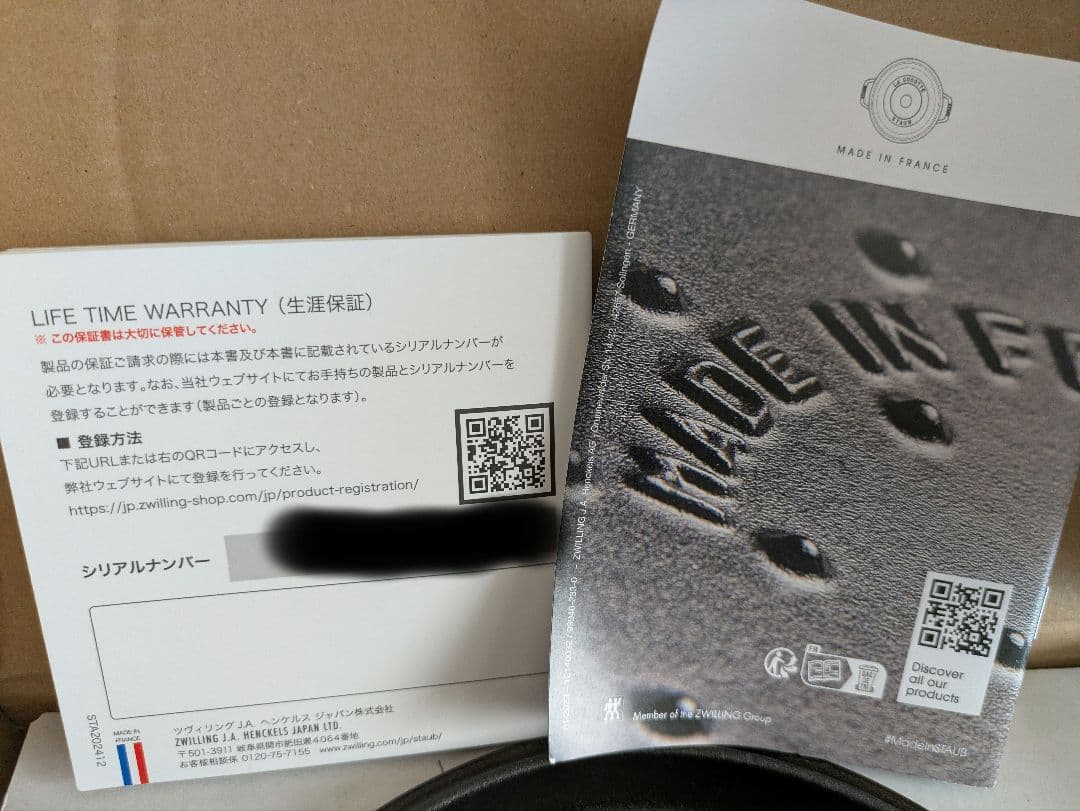 LIFE TIME WARRANTY（生涯保証）
※ この保証書は大切に保管してください。
製品の保証ご請求の際には本書及び本書に記載されているシリアルナンバーが
必要となります。なお、当社ウェブサイトにてお手持ちの製品とシリアルナンバーを
登録することができます（製品ごとの登録となります）。
■ 登録方法
下記URLまたは右のQRコードにアクセスし、
弊社ウェブサイトにて登録を行ってください。
https://jp.zwilling-shop.com/jp/product-registration/
シリアルナンバー
STA202412
MADE IN
FRANCE
ツヴィリング J.A. ヘンケルス ジャパン株式会社
ZWILLING J.A. HENCKELS JAPAN LTD.
〒501-3911 岐阜県関市肥田瀬4064番地
お客様相談係 0120-75-7155 www.zwilling.com/jp/staub/
LA COCOTTE
STAUB
MADE IN FRANCE
MADE IN FR
ZWILLING J.A. Henckels AG
Solingen · GERMANY
FR
Discover
all our
products
Member of the ZWILLING Group
#MadeinSTAUB